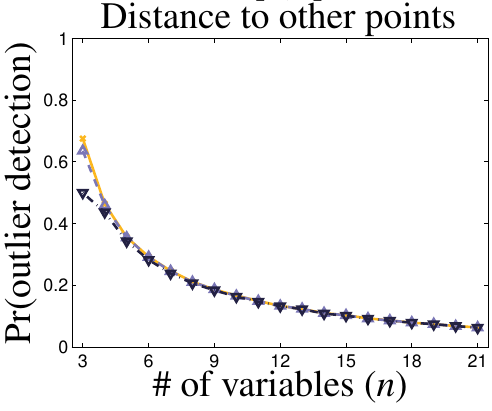 Distance to other points
Pr(outlier detection)
1
0.8
0.6
0.4
0.2
0
3 6 9 12 15 18 21
# of variables (n)